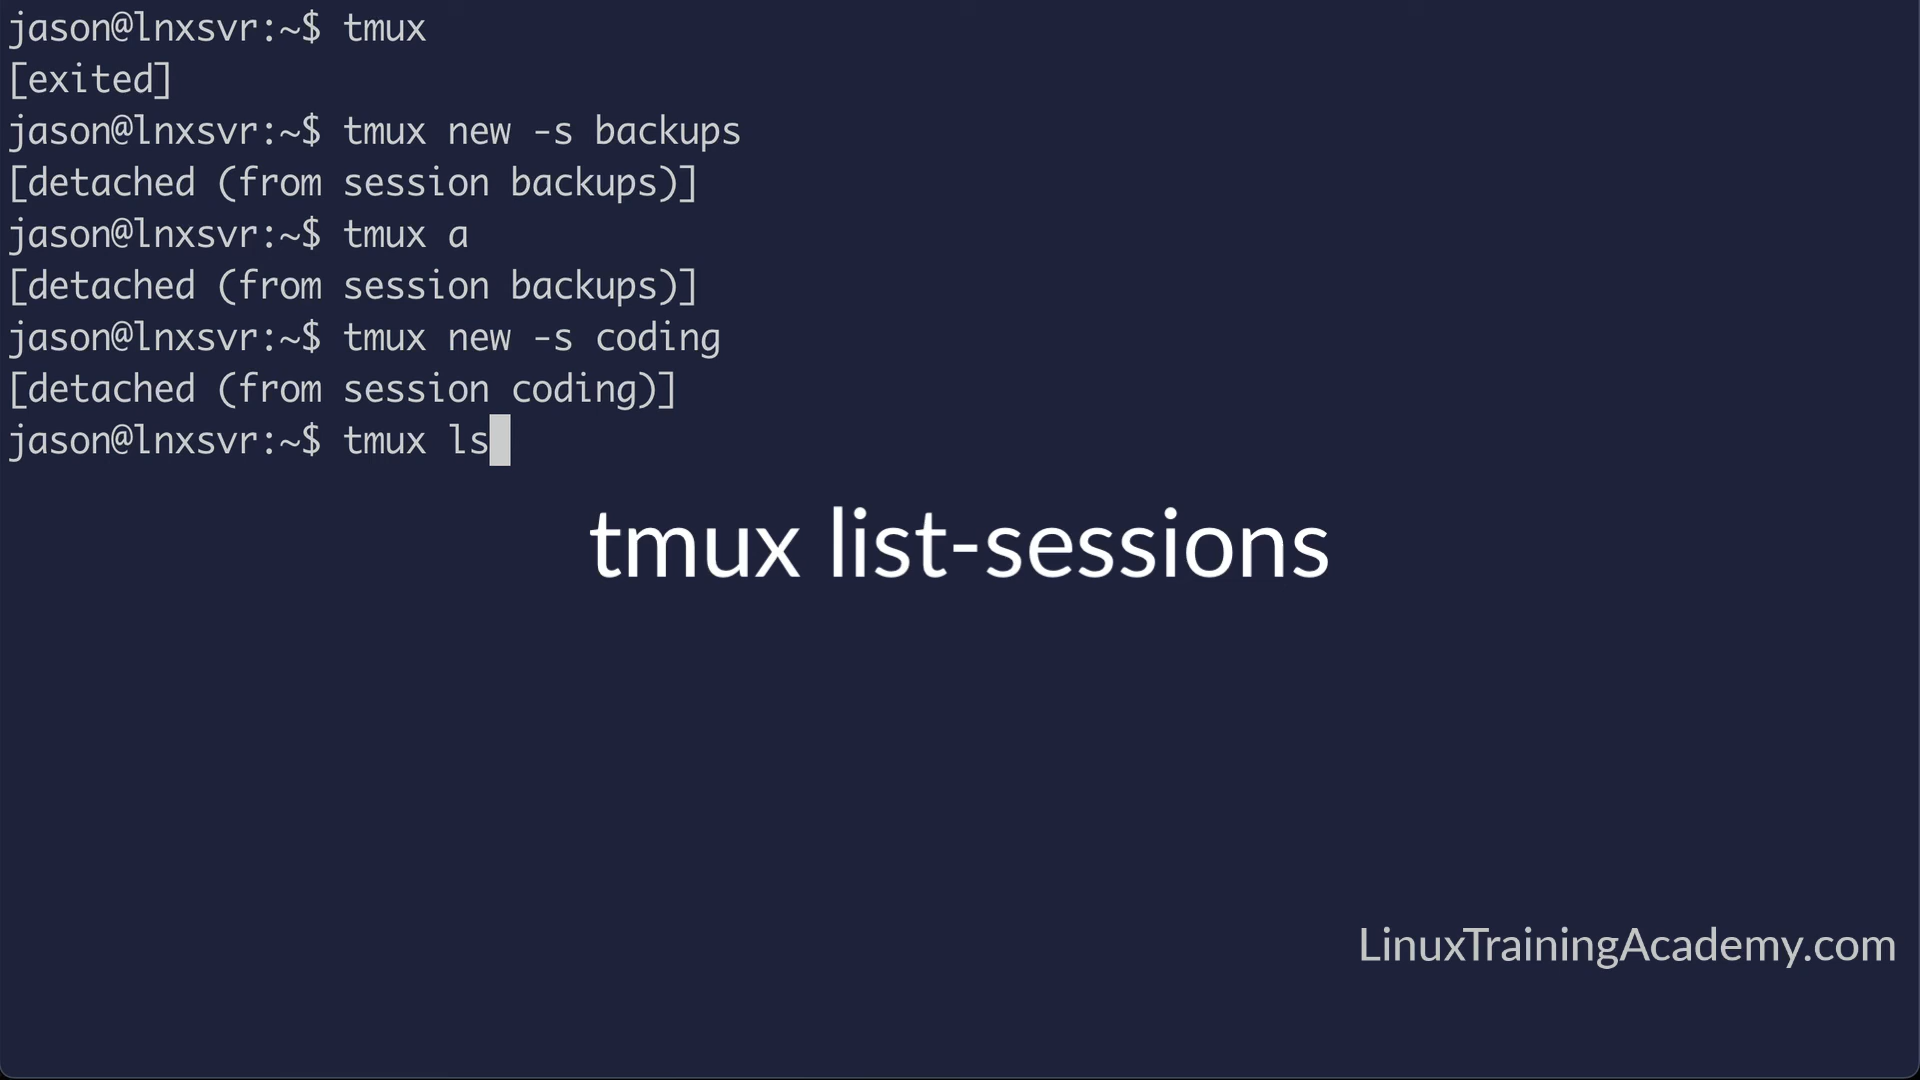 jason@lnxsvr:~$ tmux
[exited]
jason@lnxsvr:~$ tmux new -s backups
[detached (from session backups)]
jason@lnxsvr:~$ tmux a
[detached (from session backups)]
jason@lnxsvr:~$ tmux new -s coding
[detached (from session coding)]
jason@lnxsvr:~$ tmux ls
tmux list-sessions
LinuxTrainingAcademy.com